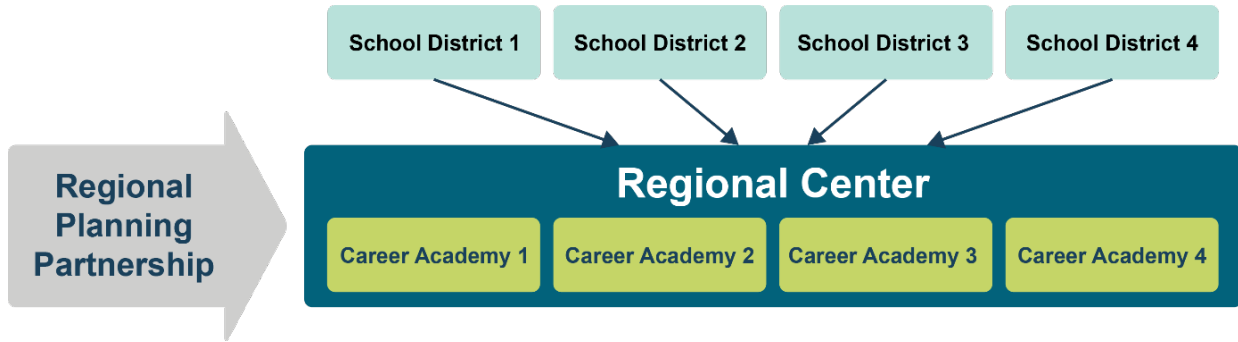 School District 1
School District 2
School District 3
School District 4
Regional
Planning
Partnership
Regional Center
Career Academy 1
Career Academy 2
Career Academy 3
Career Academy 4